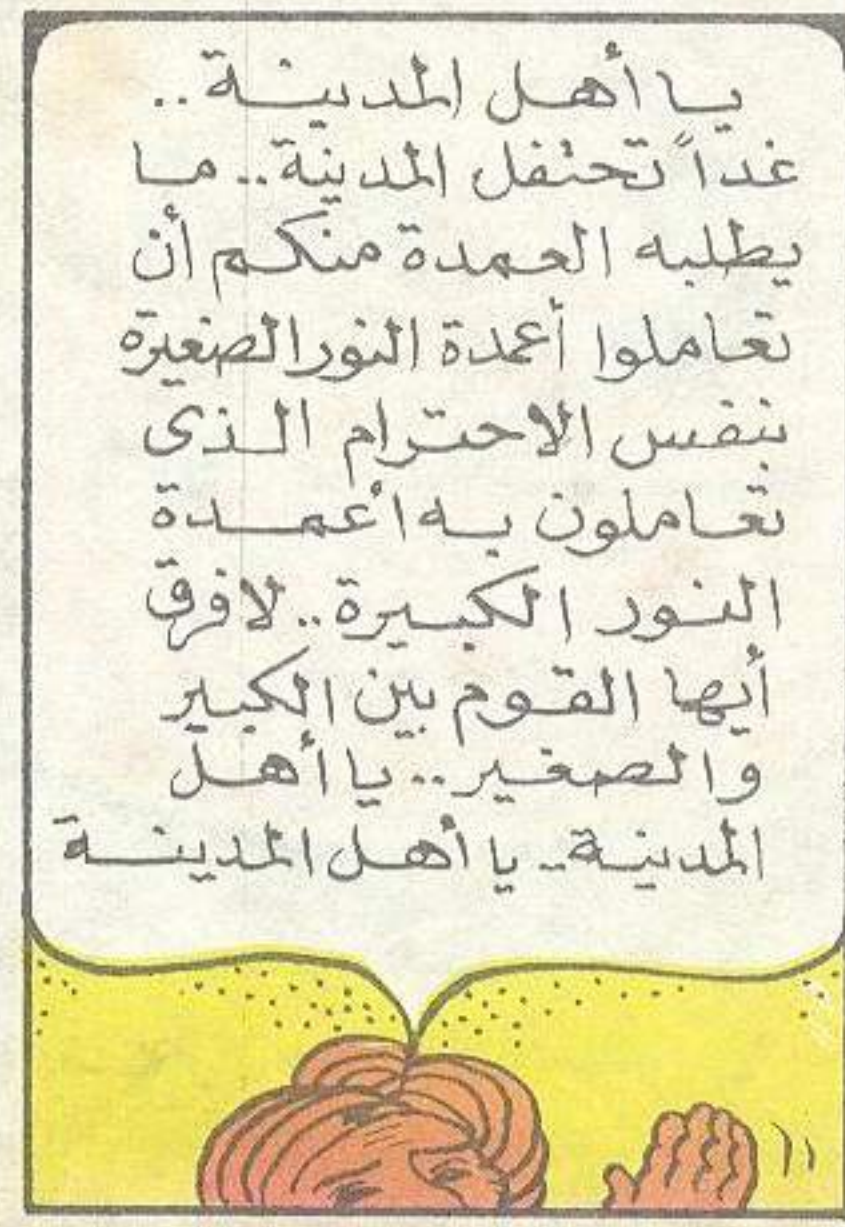 يا أهل المدينة..
غداً تحتفل المدينة.. ما
يطلبه العمدة منكم أن
تعاملوا أعمدة النور الصغيرة
بنفس الاحترام الذى
تعاملون به أعمدة
النور الكبيرة.. لا فرق
أيها القوم بين الكبير
والصغير.. يا أهل
المدينة.. يا أهل المدينة